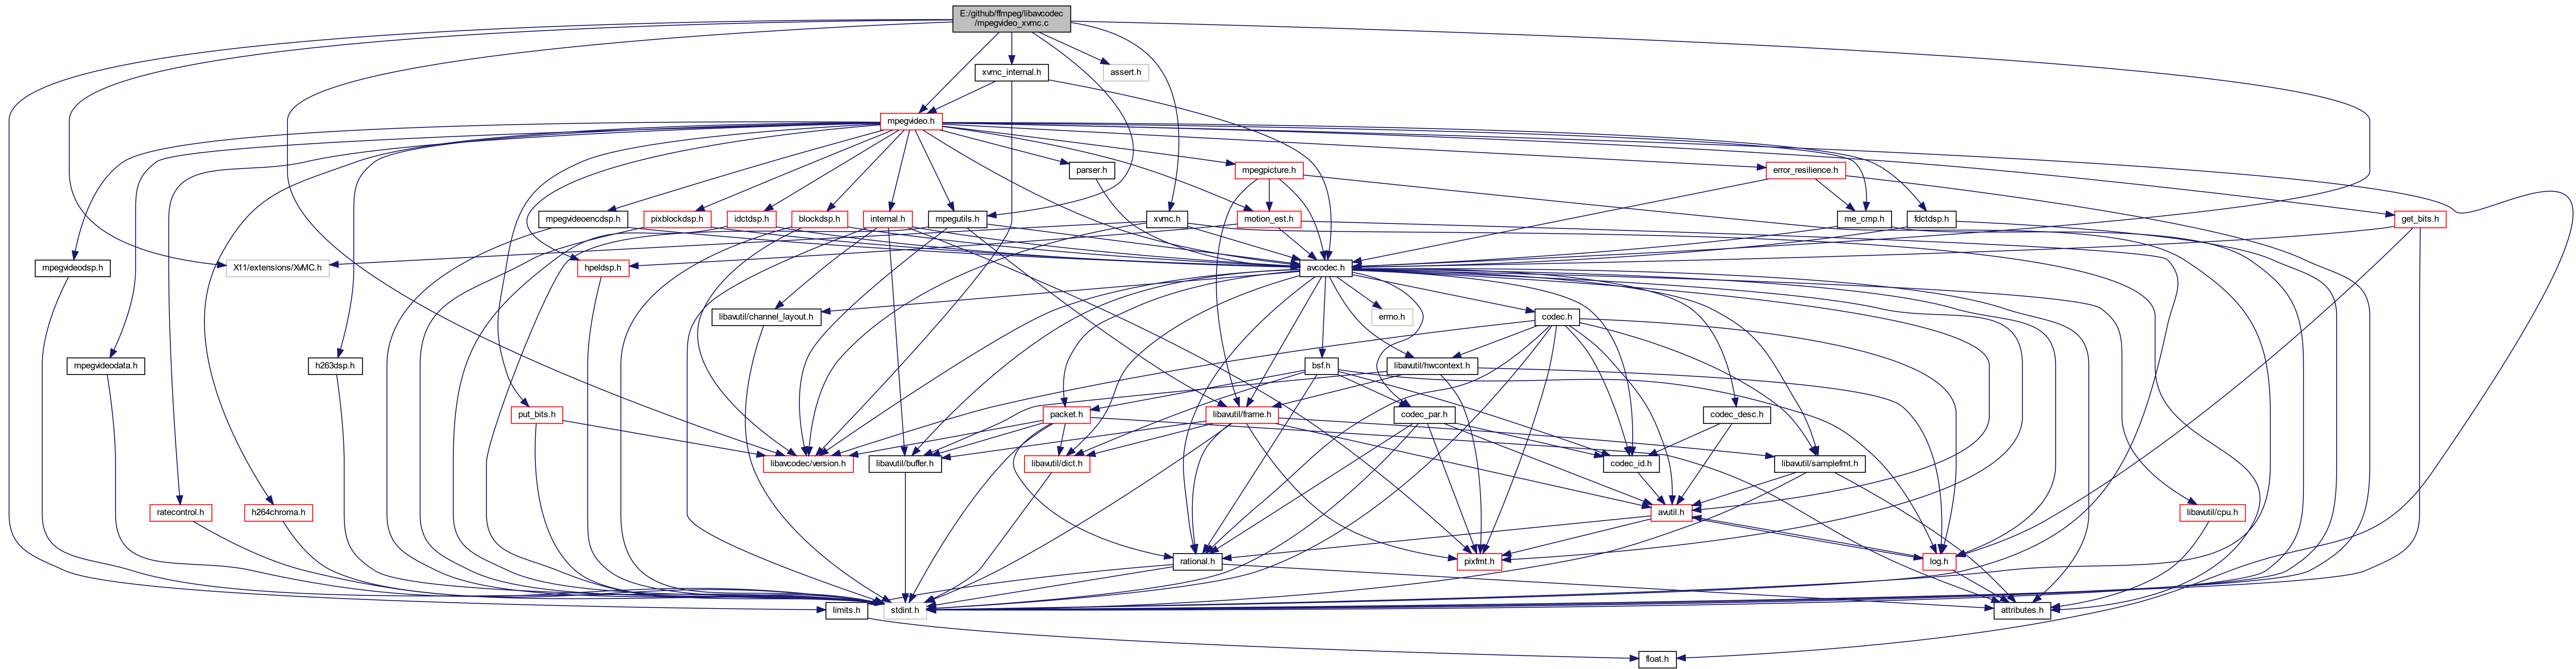 E:/github/ffmpeg/libavcodec
/mpegvideo_xvmc.c
xvmc_internal.h
assert.h
mpegvideo.h
parser.h
mpegpicture.h
error_resilience.h
mpegvideoencdsp.h
pixblockdsp.h
idctdsp.h
blockdsp.h
internal.h
mpegutils.h
xvmc.h
motion_est.h
me_cmp.h
fdctdsp.h
get_bits.h
mpegvideodsp.h
X11/extensions/XvMC.h
hpeldsp.h
avcodec.h
libavutil/channel_layout.h
errno.h
codec.h
mpegvideodata.h
h263dsp.h
bsf.h
libavutil/hwcontext.h
put_bits.h
packet.h
libavutil/frame.h
codec_par.h
codec_desc.h
libavcodec/version.h
libavutil/buffer.h
libavutil/dict.h
codec_id.h
libavutil/samplefmt.h
ratecontrol.h
h264chroma.h
avutil.h
libavutil/cpu.h
rational.h
pixfmt.h
log.h
limits.h
stdint.h
attributes.h
float.h